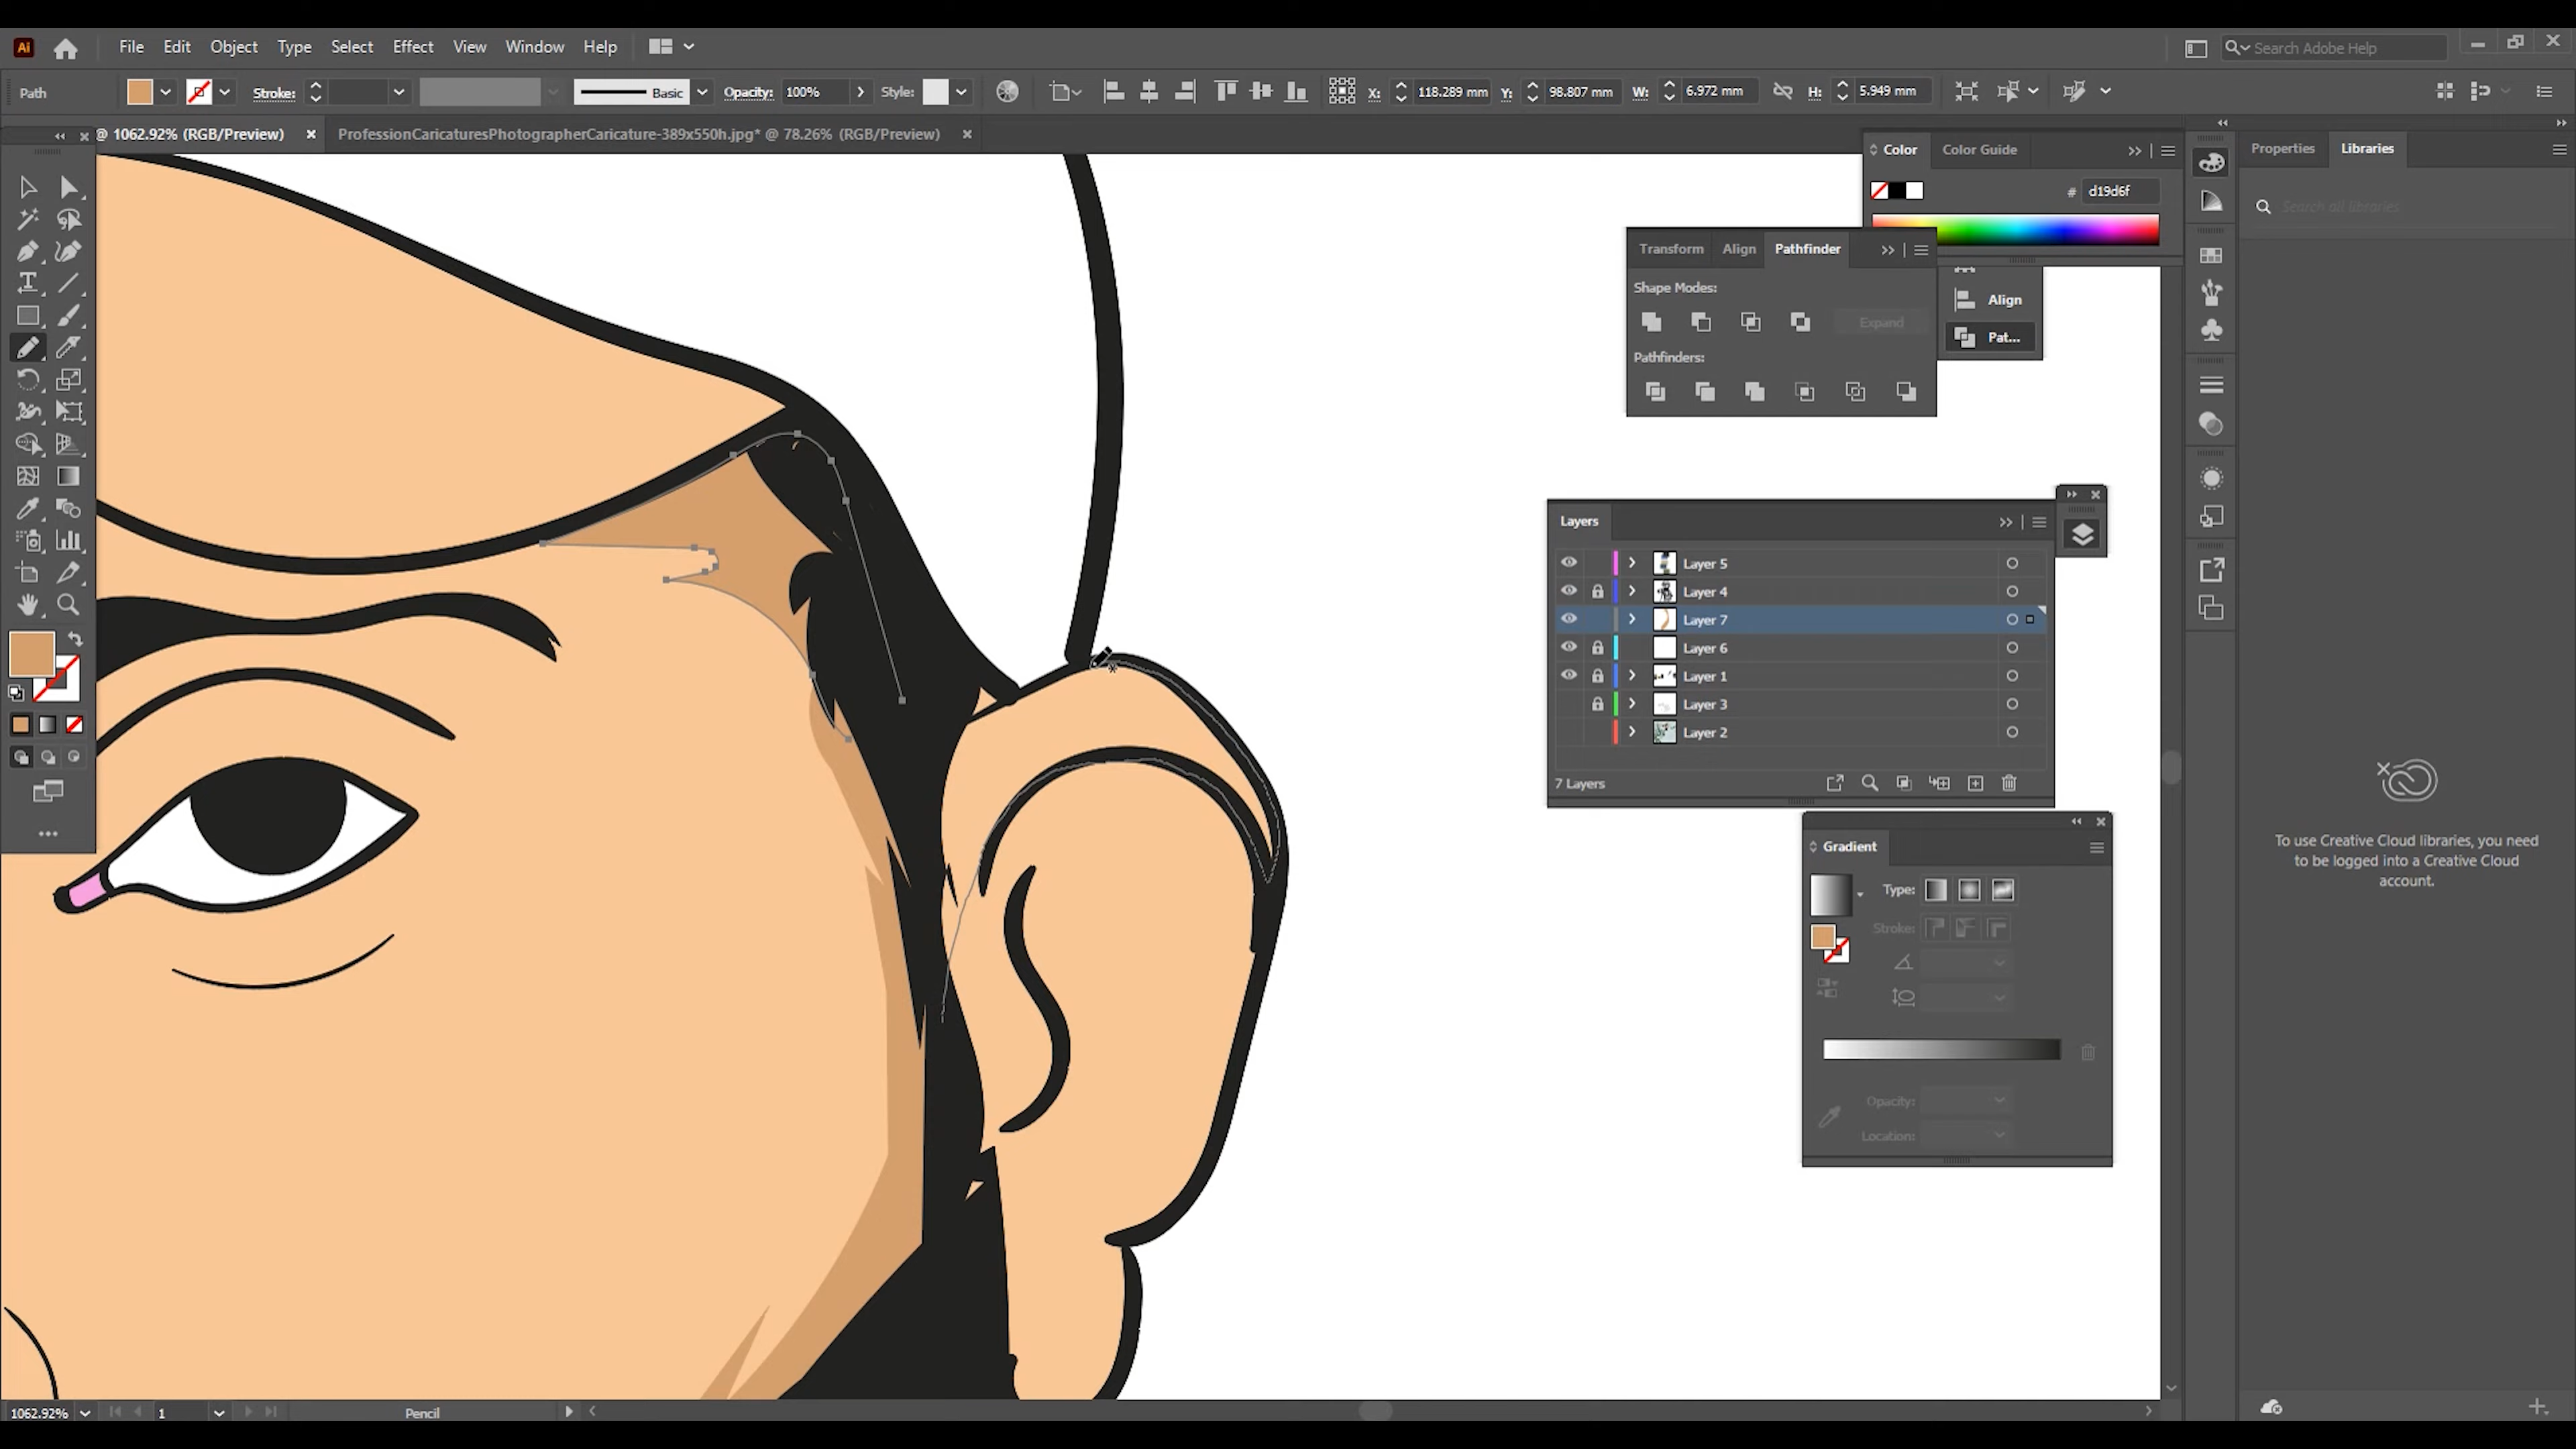 Ai File Edit Object Type Select Effect View Window Help Search Adobe Help
Path Stroke: Basic Opacity: 100% Style: X: 118.289 mm Y: 98.807 mm W: 6.972 mm H: 5.949 mm
@ 1062.92% (RGB/Preview) ProfessionCaricaturesPhotographerCaricature-389x550h.jpg* @ 78.26% (RGB/Preview)
Color Color Guide
# d19d6f
Properties Libraries
Search all libraries
Transform Align Pathfinder
Shape Modes:
Expand
Pathfinders:
Align
Pat...
Layers
Layer 5
Layer 4
Layer 7
Layer 6
Layer 1
Layer 3
Layer 2
7 Layers
Gradient
Type:
Stroke:
Opacity:
Location:
To use Creative Cloud libraries, you need
to be logged into a Creative Cloud
account.
1062.92% 1 Pencil